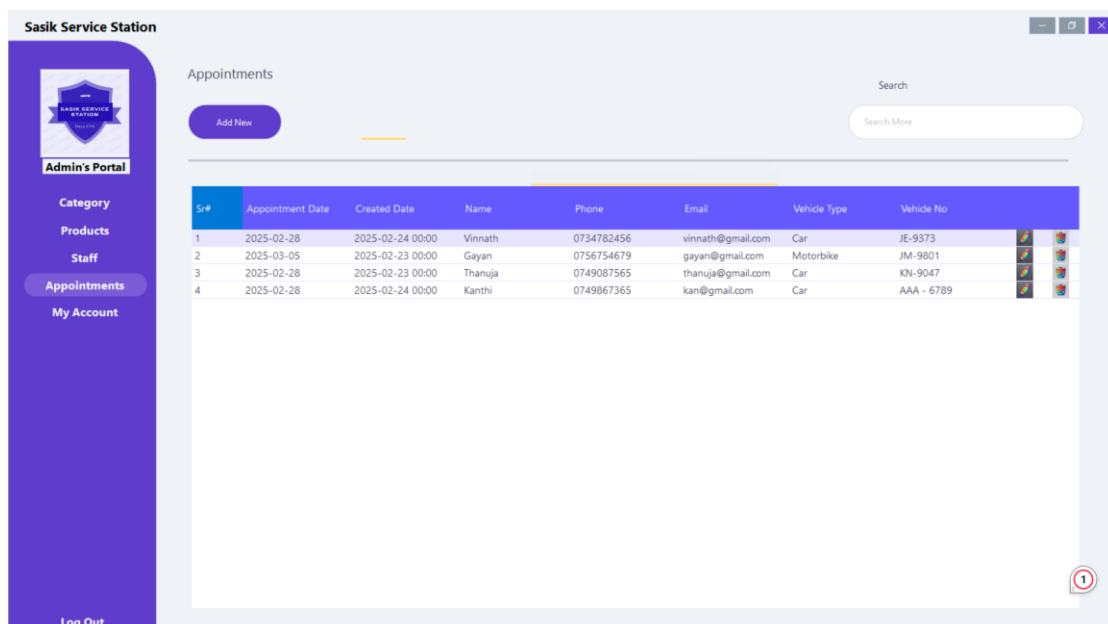 Sasik Service Station
SASIK SERVICE
STATION
Admin's Portal
Category
Products
Staff
Appointments
My Account
Log Out
Appointments
Add New
Search
Search More
Sr# Appointment Date Created Date Name Phone Email Vehicle Type Vehicle No
1 2025-02-28 2025-02-24 00:00 Vinnath 0734782456 vinnath@gmail.com Car JE-9373
2 2025-03-05 2025-02-23 00:00 Gayan 0756754679 gayan@gmail.com Motorbike JM-9801
3 2025-02-28 2025-02-23 00:00 Thanuja 0749087565 thanuja@gmail.com Car KN-9047
4 2025-02-28 2025-02-24 00:00 Kanthi 0749867365 kan@gmail.com Car AAA - 6789
1